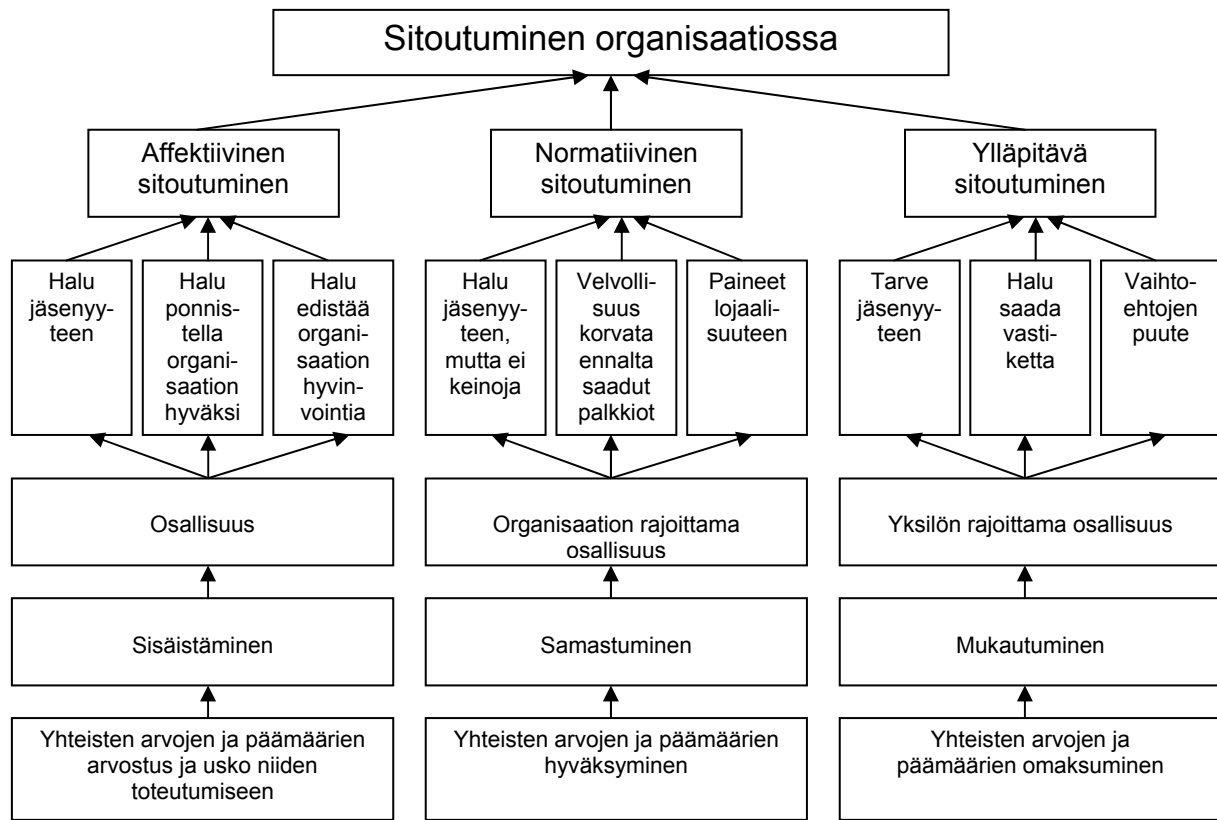 Sitoutuminen organisaatiossa
Affektiivinen
sitoutuminen
Normatiivinen
sitoutuminen
Ylläpitävä
sitoutuminen
Halu
jäsenyy-
teen
Halu
ponnis-
tella
organi-
saation
hyväksi
Halu
edistää
organi-
saation
hyvin-
vointia
Halu
jäsenyy-
teen,
mutta ei
keinoja
Velvolli-
suus
korvata
ennalta
saadut
palkkiot
Paineet
lojaali-
suuteen
Tarve
jäsenyy-
teen
Halu
saada
vasti-
ketta
Vaihto-
ehtojen
puute
Osallisuus
Organisaation rajoittama
osallisuus
Yksilön rajoittama osallisuus
Sisäistäminen
Samastuminen
Mukautuminen
Yhteisten arvojen ja päämäärien
arvostus ja usko niiden
toteutumiseen
Yhteisten arvojen ja päämäärien
hyväksyminen
Yhteisten arvojen ja
päämäärien omaksuminen